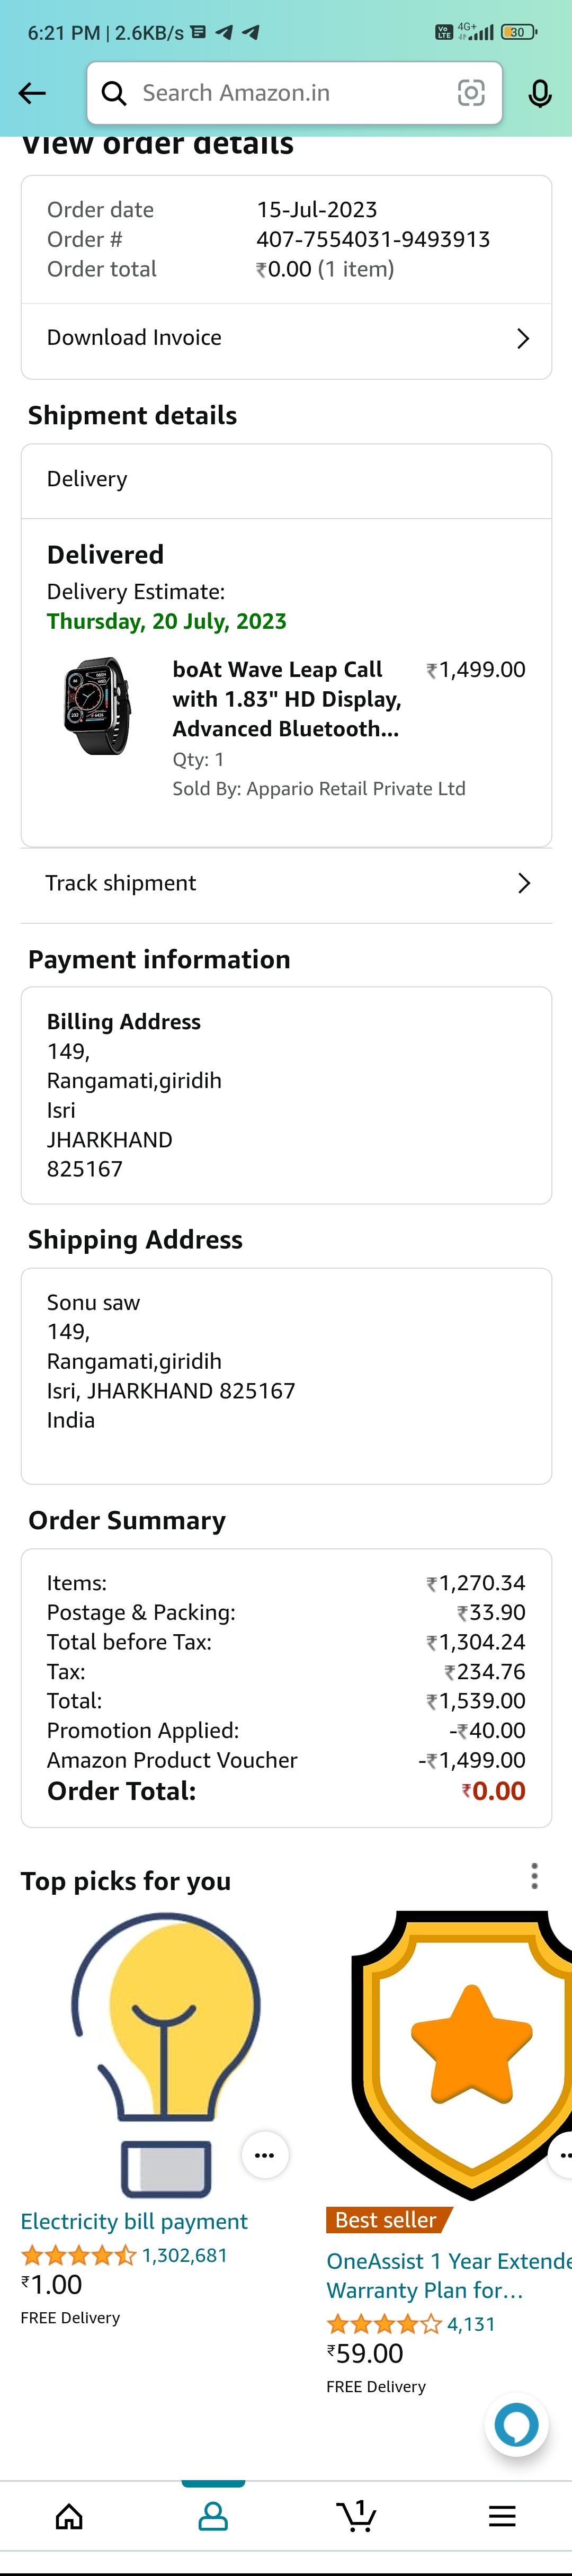 6:21 PM | 2.6KB/s
Vo LTE 4G+ 30
Search Amazon.in
View order details
Order date 15-Jul-2023
Order # 407-7554031-9493913
Order total ₹0.00 (1 item)
Download Invoice
Shipment details
Delivery
Delivered
Delivery Estimate:
Thursday, 20 July, 2023
boAt Wave Leap Call ₹1,499.00
with 1.83" HD Display,
Advanced Bluetooth...
Qty: 1
Sold By: Appario Retail Private Ltd
Track shipment
Payment information
Billing Address
149,
Rangamati,giridih
Isri
JHARKHAND
825167
Shipping Address
Sonu saw
149,
Rangamati,giridih
Isri, JHARKHAND 825167
India
Order Summary
Items: ₹1,270.34
Postage & Packing: ₹33.90
Total before Tax: ₹1,304.24
Tax: ₹234.76
Total: ₹1,539.00
Promotion Applied: -₹40.00
Amazon Product Voucher -₹1,499.00
Order Total: ₹0.00
Top picks for you
Electricity bill payment
1,302,681
₹1.00
FREE Delivery
Best seller
OneAssist 1 Year Extende
Warranty Plan for...
4,131
₹59.00
FREE Delivery
1